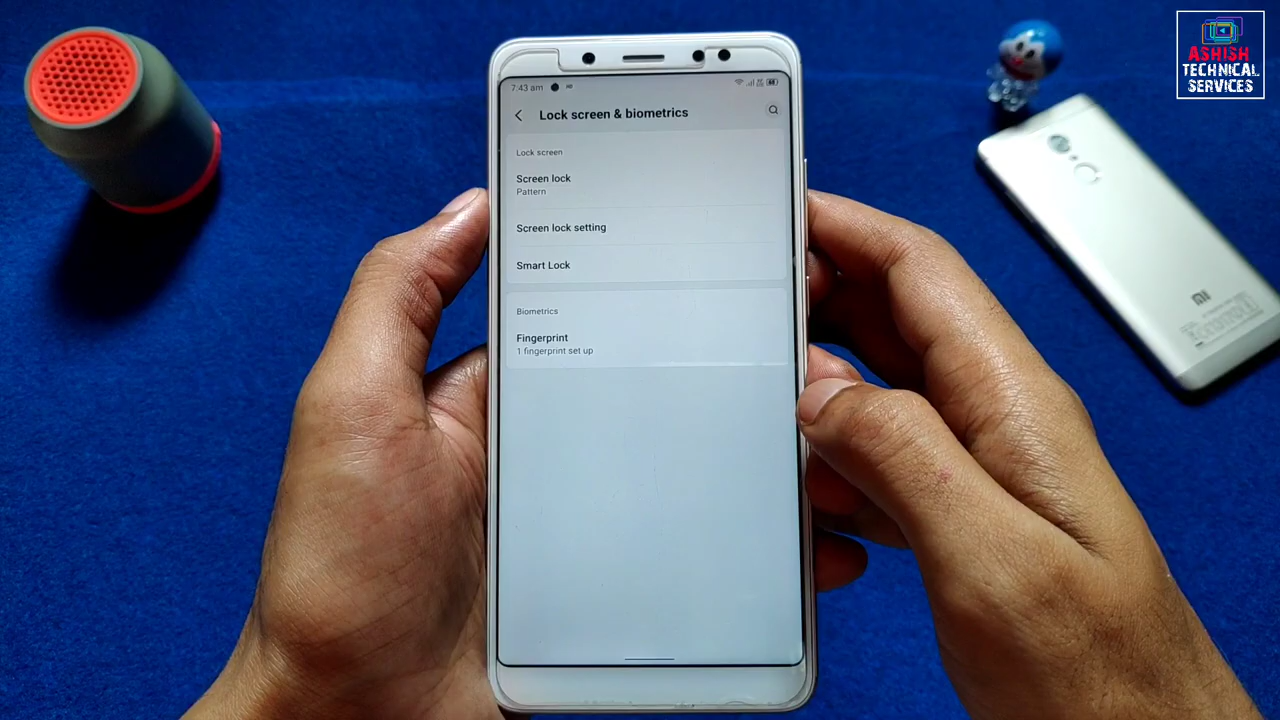 7:43 am
Lock screen & biometrics
Lock screen
Screen lock
Pattern
Screen lock setting
Smart Lock
Biometrics
Fingerprint
1 fingerprint set up
ASHISH
TECHNICAL
SERVICES
mi